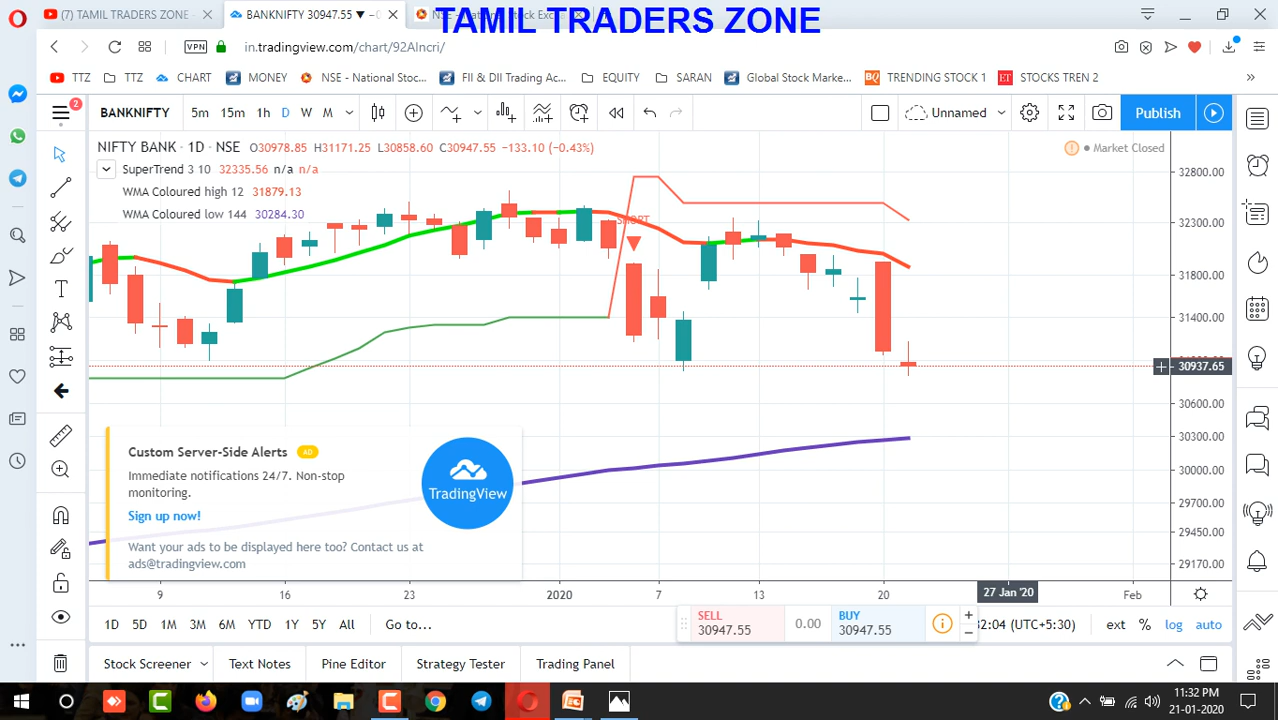 TAMIL TRADERS ZONE
(7) TAMIL TRADERS ZONE
BANKNIFTY 30947.55 ▼
VPN
in.tradingview.com/chart/92AIncri/
TTZ
TTZ
CHART
MONEY
NSE - National Stoc...
FII & DII Trading Ac...
EQUITY
SARAN
Global Stock Marke...
BQ
TRENDING STOCK 1
ET
STOCKS TREN 2
»
2
BANKNIFTY 5m 15m 1h D W M
Unnamed
Publish
NIFTY BANK • 1D • NSE O30978.85 H31171.25 L30858.60 C30947.55 −133.10 (−0.43%)
Market Closed
SuperTrend 3 10 32335.56 n/a n/a
WMA Coloured high 12 31879.13
WMA Coloured low 144 30284.30
SHORT
32800.00
32300.00
31800.00
31400.00
30937.65
30600.00
30300.00
30000.00
29700.00
29450.00
29170.00
Custom Server-Side Alerts AD
Immediate notifications 24/7. Non-stop
monitoring.
Sign up now!
Want your ads to be displayed here too? Contact us at
ads@tradingview.com
TradingView
9 16 23 2020 7 13 20 27 Jan '20 Feb
1D 5D 1M 3M 6M YTD 1Y 5Y All Go to...
SELL
30947.55
0.00
BUY
30947.55
2:04 (UTC+5:30) ext % log auto
Stock Screener Text Notes Pine Editor Strategy Tester Trading Panel
11:32 PM
21-01-2020